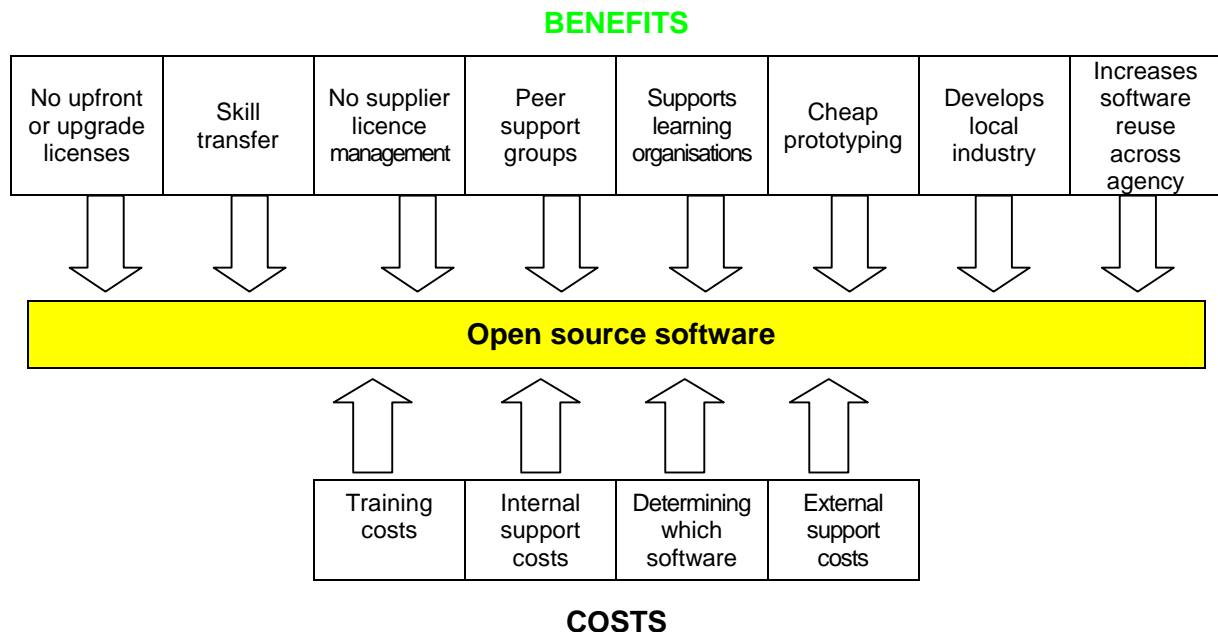 BENEFITS
No upfront
or upgrade
licenses
Skill
transfer
No supplier
licence
management
Peer
support
groups
Supports
learning
organisations
Cheap
prototyping
Develops
local
industry
Increases
software
reuse
across
agency
Open source software
Training
costs
Internal
support
costs
Determining
which
software
External
support
costs
COSTS